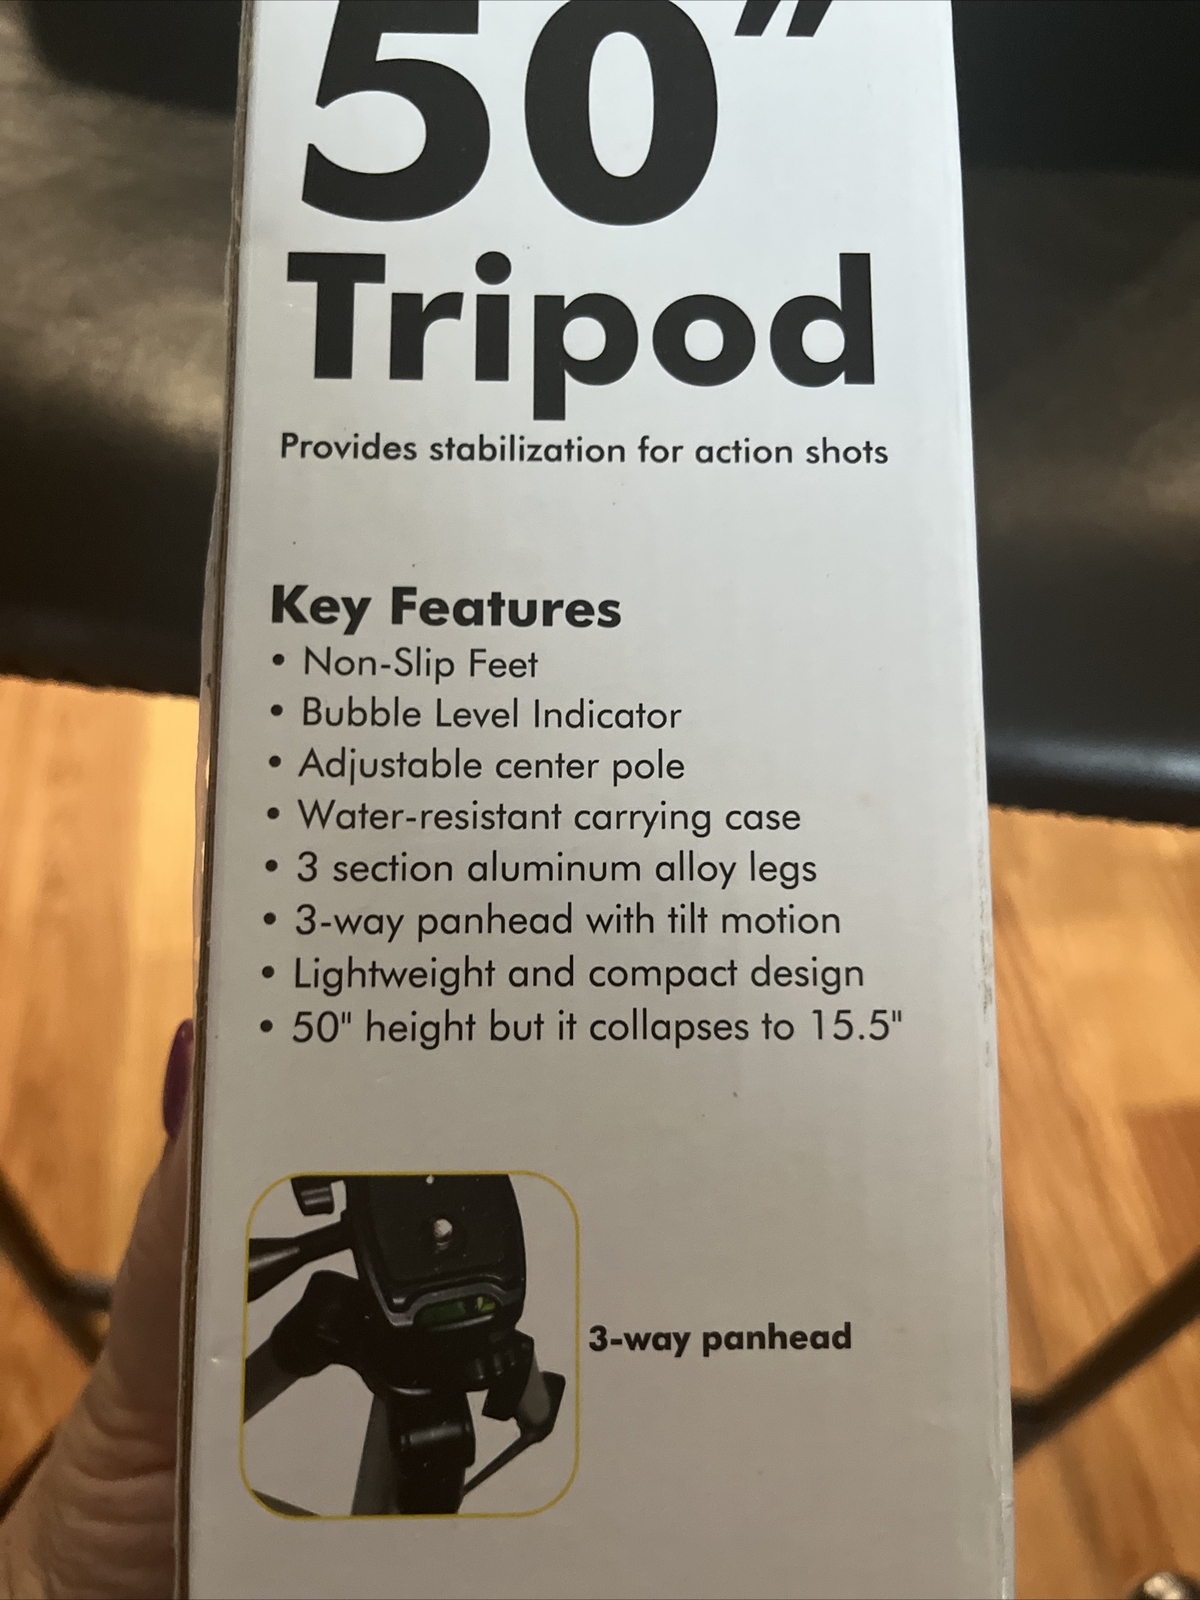 50”
Tripod
Provides stabilization for action shots
Key Features
• Non-Slip Feet
• Bubble Level Indicator
• Adjustable center pole
• Water-resistant carrying case
• 3 section aluminum alloy legs
• 3-way panhead with tilt motion
• Lightweight and compact design
• 50" height but it collapses to 15.5"
3-way panhead